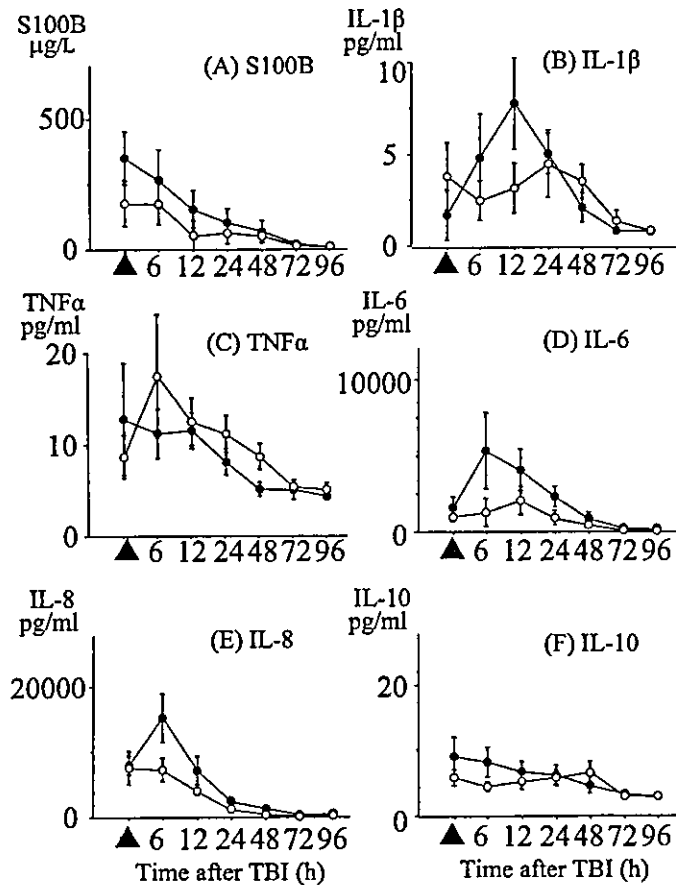 S100B
μg/L
(A) S100B
500
0
6 12 24 48 72 96
IL-1β
pg/ml
(B) IL-1β
10
5
0
6 12 24 48 72 96
TNFα
pg/ml
(C) TNFα
20
10
0
6 12 24 48 72 96
IL-6
pg/ml
(D) IL-6
10000
0
6 12 24 48 72 96
IL-8
pg/ml
(E) IL-8
20000
0
6 12 24 48 72 96
Time after TBI (h)
IL-10
pg/ml
(F) IL-10
20
0
6 12 24 48 72 96
Time after TBI (h)